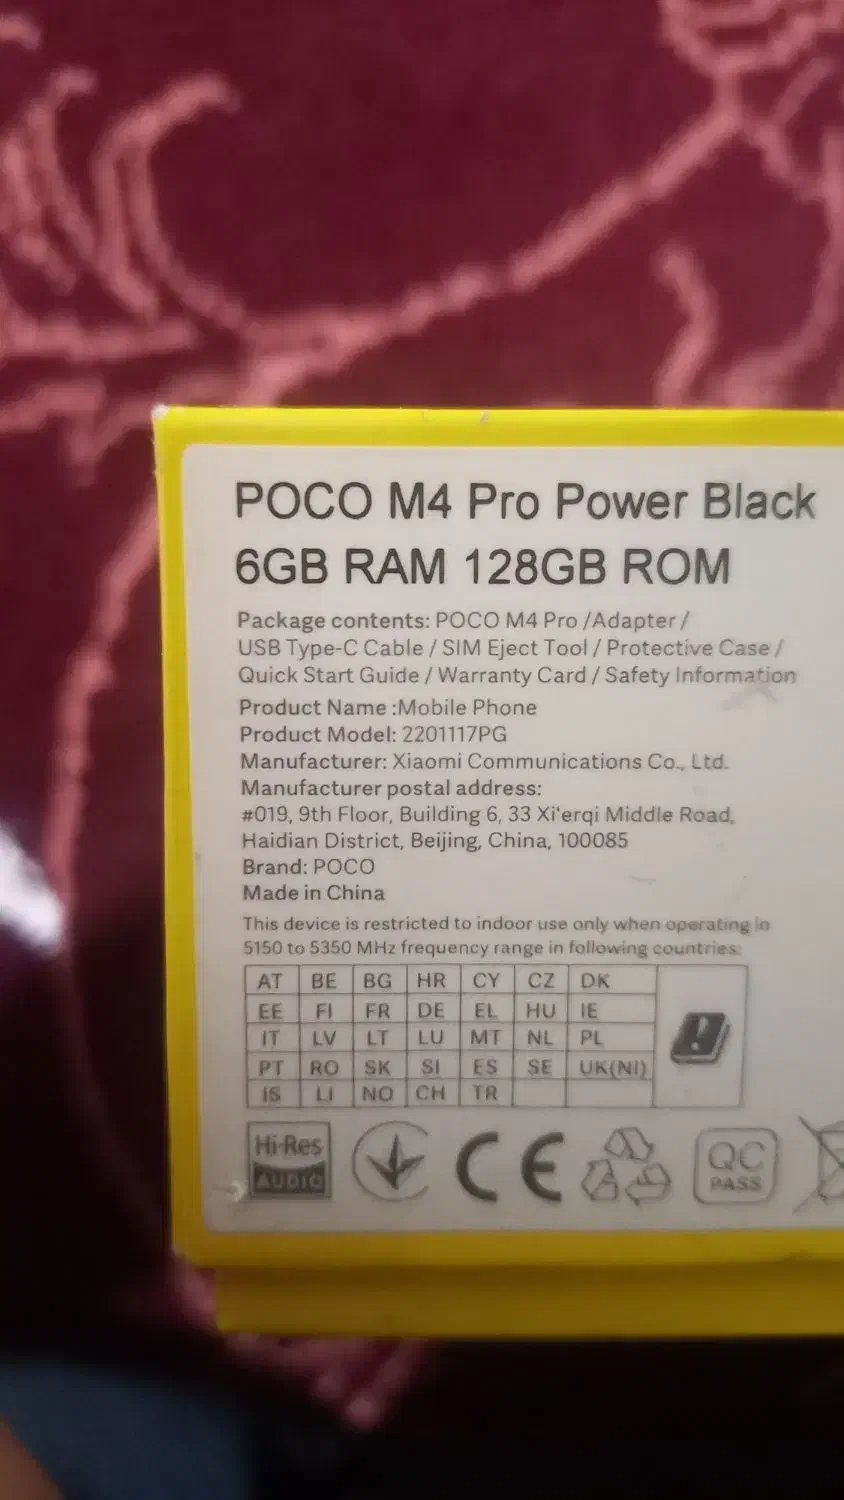 POCO M4 Pro Power Black
6GB RAM 128GB ROM
Package contents: POCO M4 Pro /Adapter /
USB Type-C Cable / SIM Eject Tool / Protective Case /
Quick Start Guide / Warranty Card / Safety Information
Product Name :Mobile Phone
Product Model: 2201117PG
Manufacturer: Xiaomi Communications Co., Ltd.
Manufacturer postal address:
#019, 9th Floor, Building 6, 33 Xi'erqi Middle Road,
Haidian District, Beijing, China, 100085
Brand: POCO
Made in China
This device is restricted to indoor use only when operating in
5150 to 5350 MHz frequency range in following countries:
AT BE BG HR CY CZ DK
EE FI FR DE EL HU IE
IT LV LT LU MT NL PL
PT RO SK SI ES SE UK(NI)
IS LI NO CH TR
Hi-Res
AUDIO
CE
QC
PASS